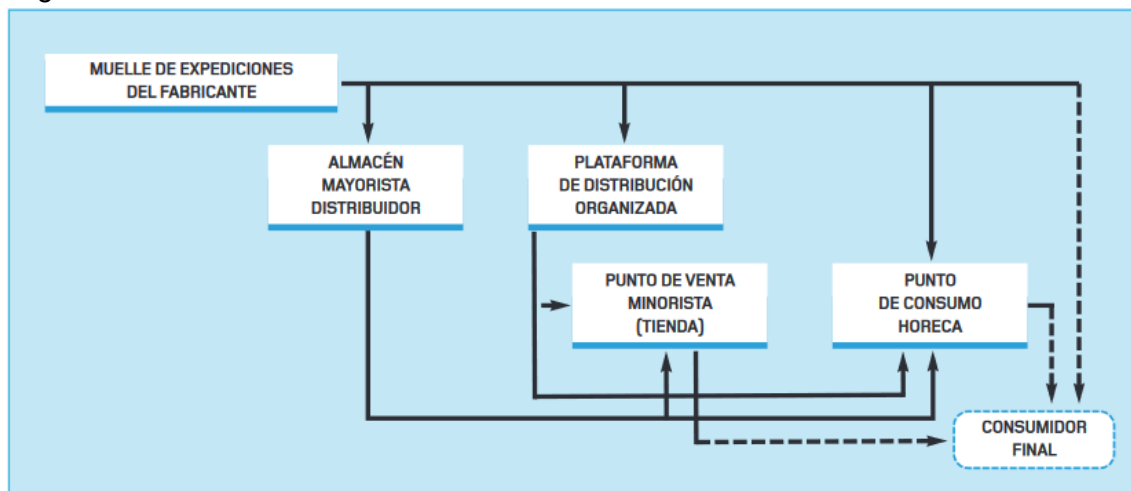 MUELLE DE EXPEDICIONES
DEL FABRICANTE
ALMACÉN
MAYORISTA
DISTRIBUIDOR
PLATAFORMA
DE DISTRIBUCIÓN
ORGANIZADA
PUNTO DE VENTA
MINORISTA
(TIENDA)
PUNTO
DE CONSUMO
HORECA
CONSUMIDOR
FINAL